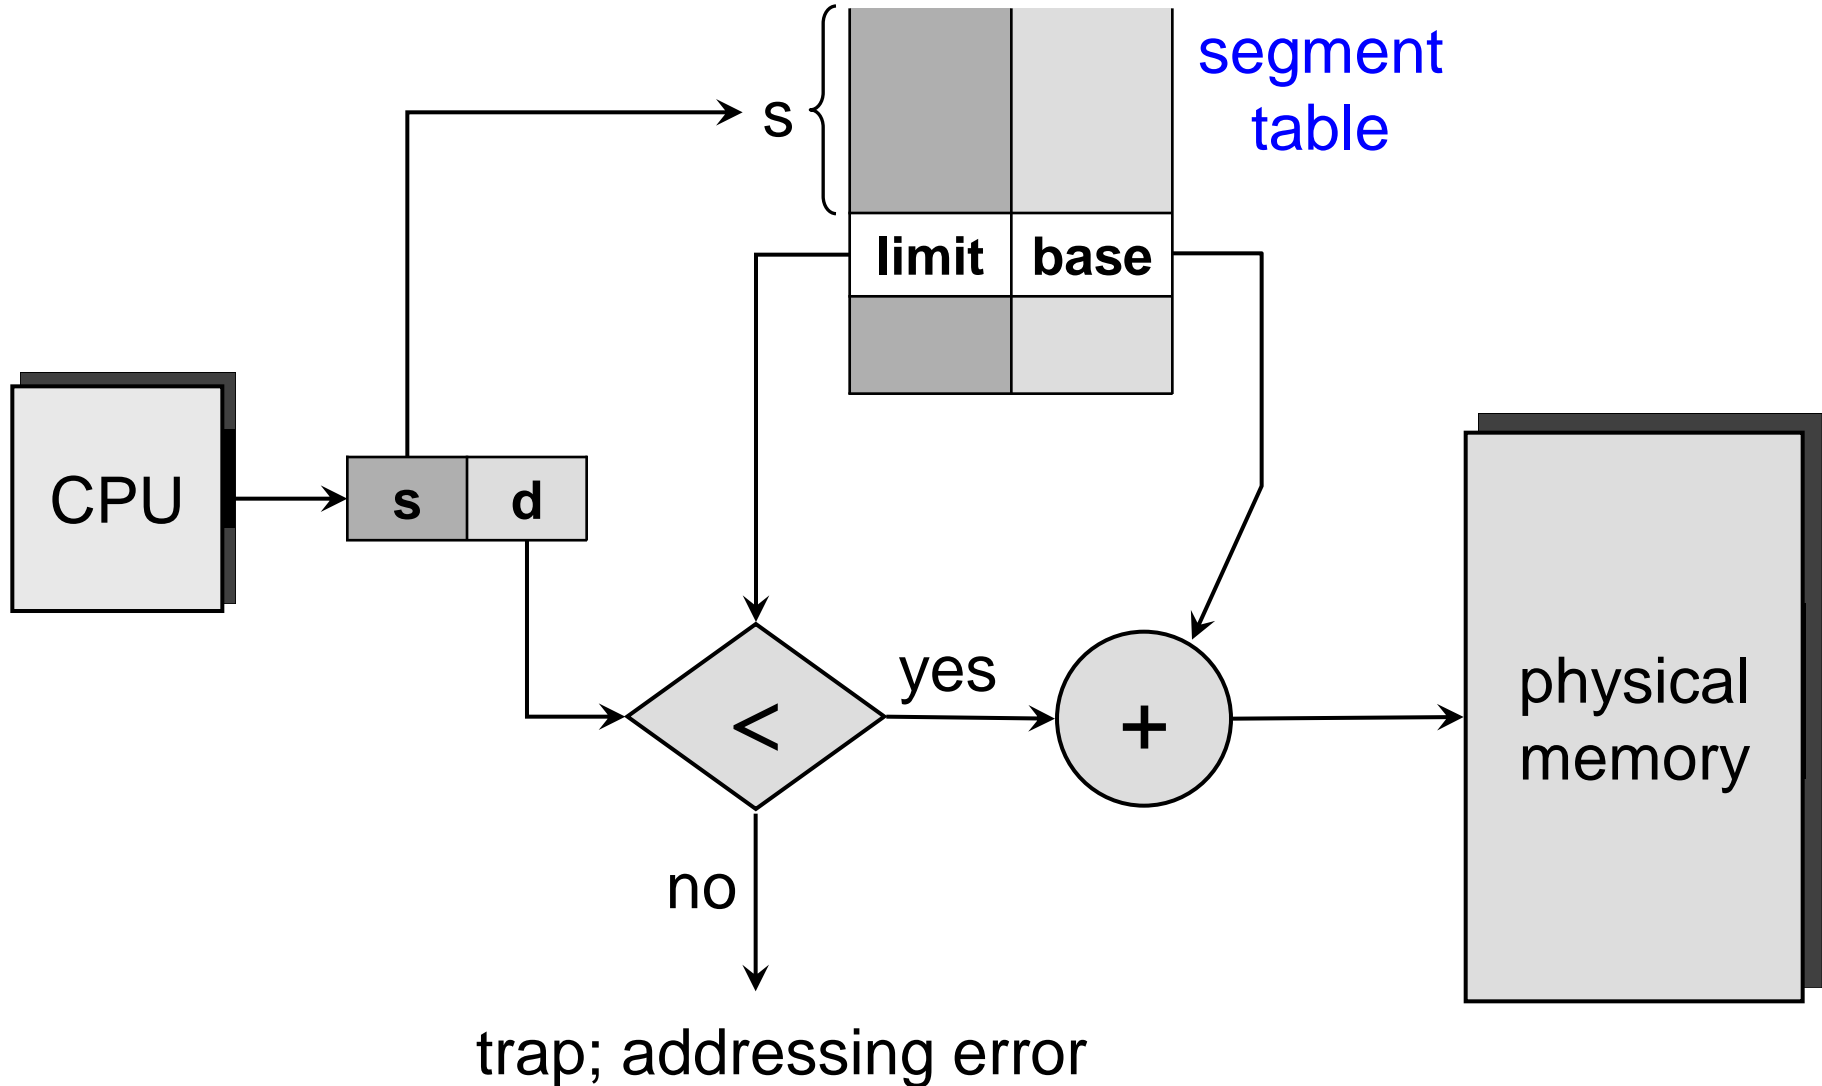 segment
table
s
limit base
CPU
s d
yes
<
+
physical
memory
no
trap; addressing error